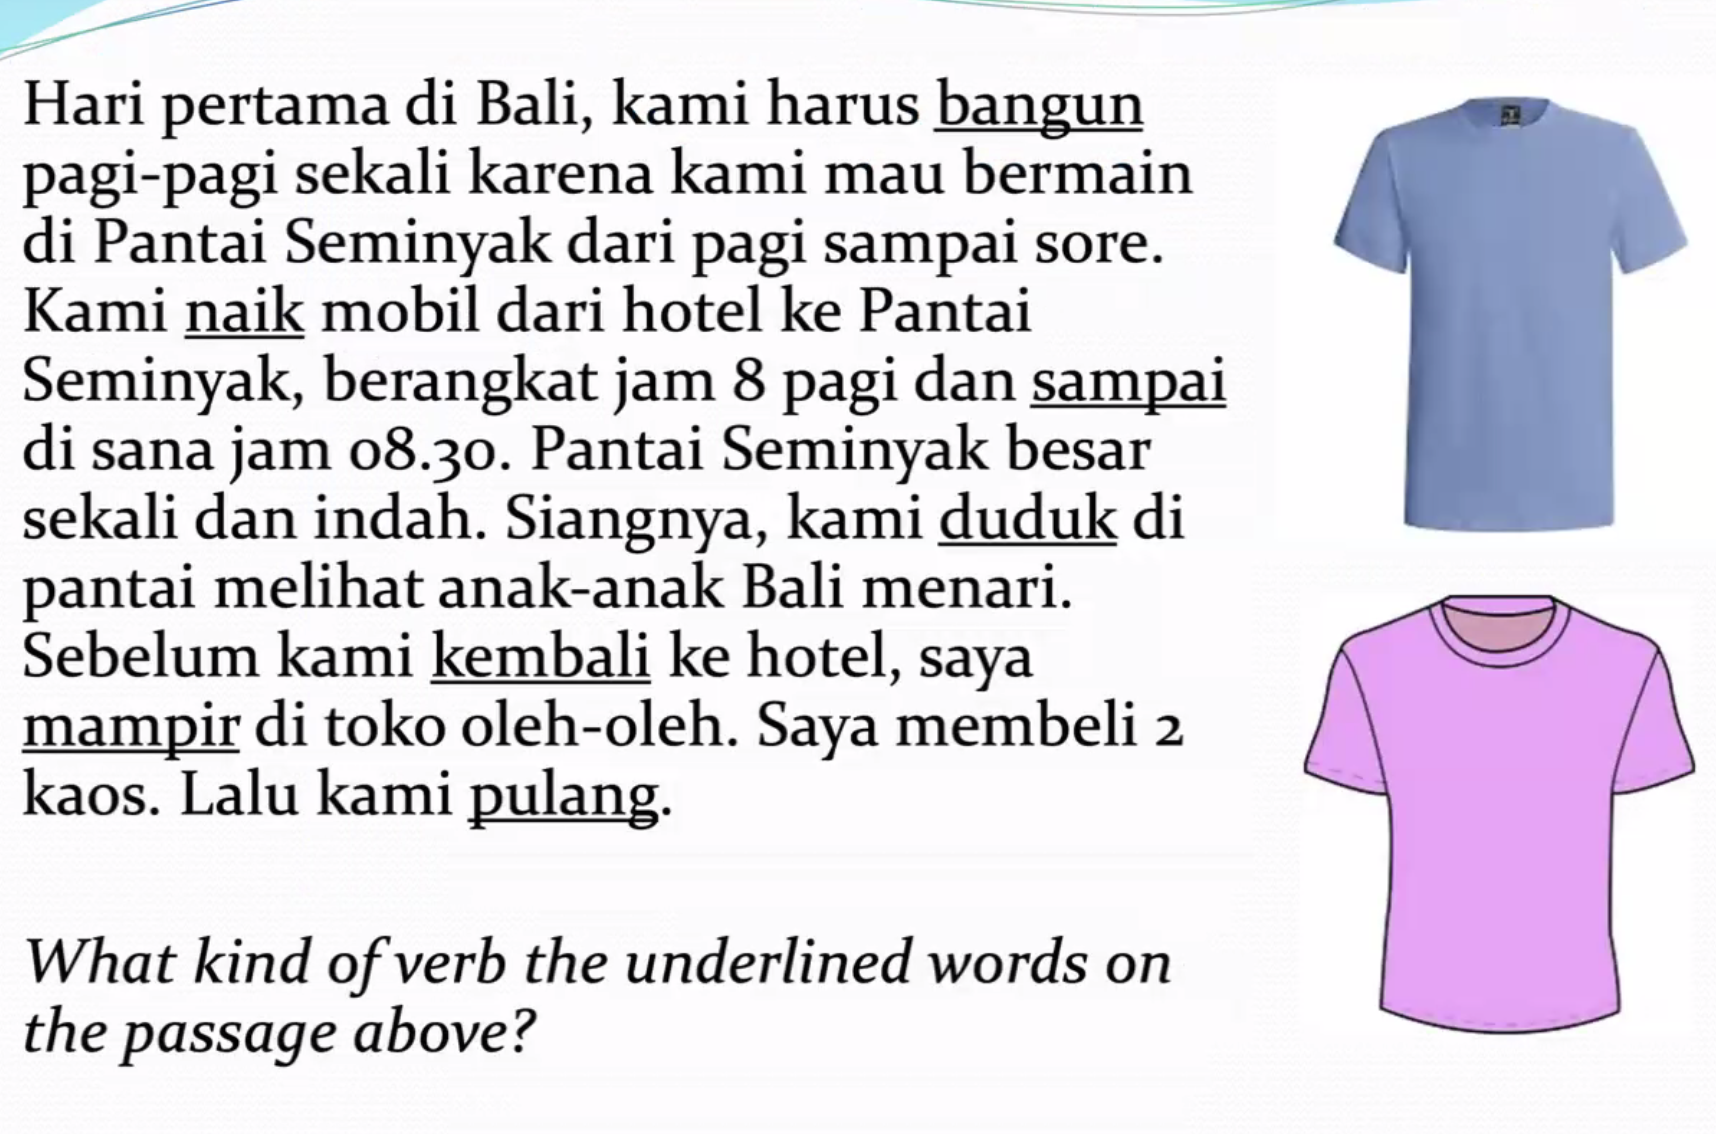 Hari pertama di Bali, kami harus bangun
pagi-pagi sekali karena kami mau bermain
di Pantai Seminyak dari pagi sampai sore.
Kami naik mobil dari hotel ke Pantai
Seminyak, berangkat jam 8 pagi dan sampai
di sana jam 08.30. Pantai Seminyak besar
sekali dan indah. Siangnya, kami duduk di
pantai melihat anak-anak Bali menari.
Sebelum kami kembali ke hotel, saya
mampir di toko oleh-oleh. Saya membeli 2
kaos. Lalu kami pulang.
What kind of verb the underlined words on
the passage above?